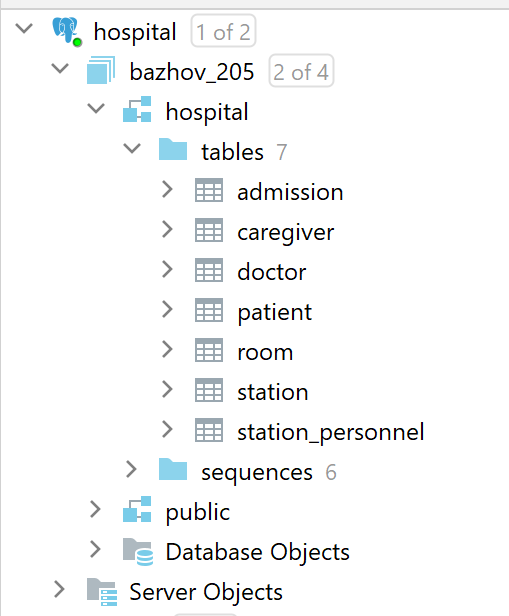 hospital 1 of 2
bazhov_205 2 of 4
hospital
tables 7
admission
caregiver
doctor
patient
room
station
station_personnel
sequences 6
public
Database Objects
Server Objects